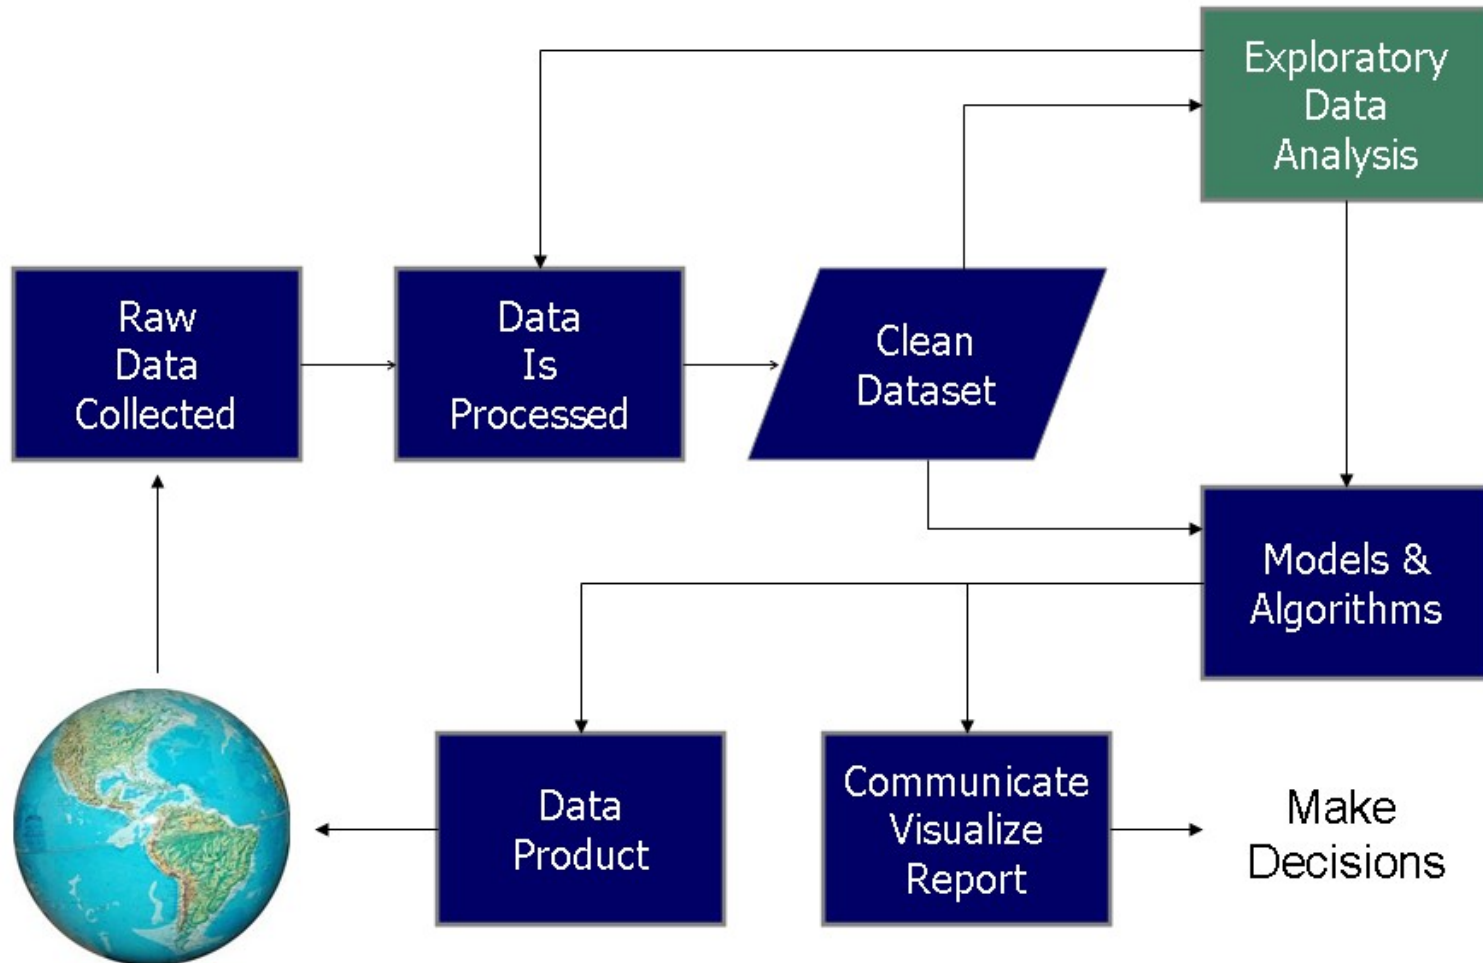 Exploratory
Data
Analysis
Raw
Data
Collected
Data
Is
Processed
Clean
Dataset
Models &
Algorithms
Data
Product
Communicate
Visualize
Report
Make
Decisions